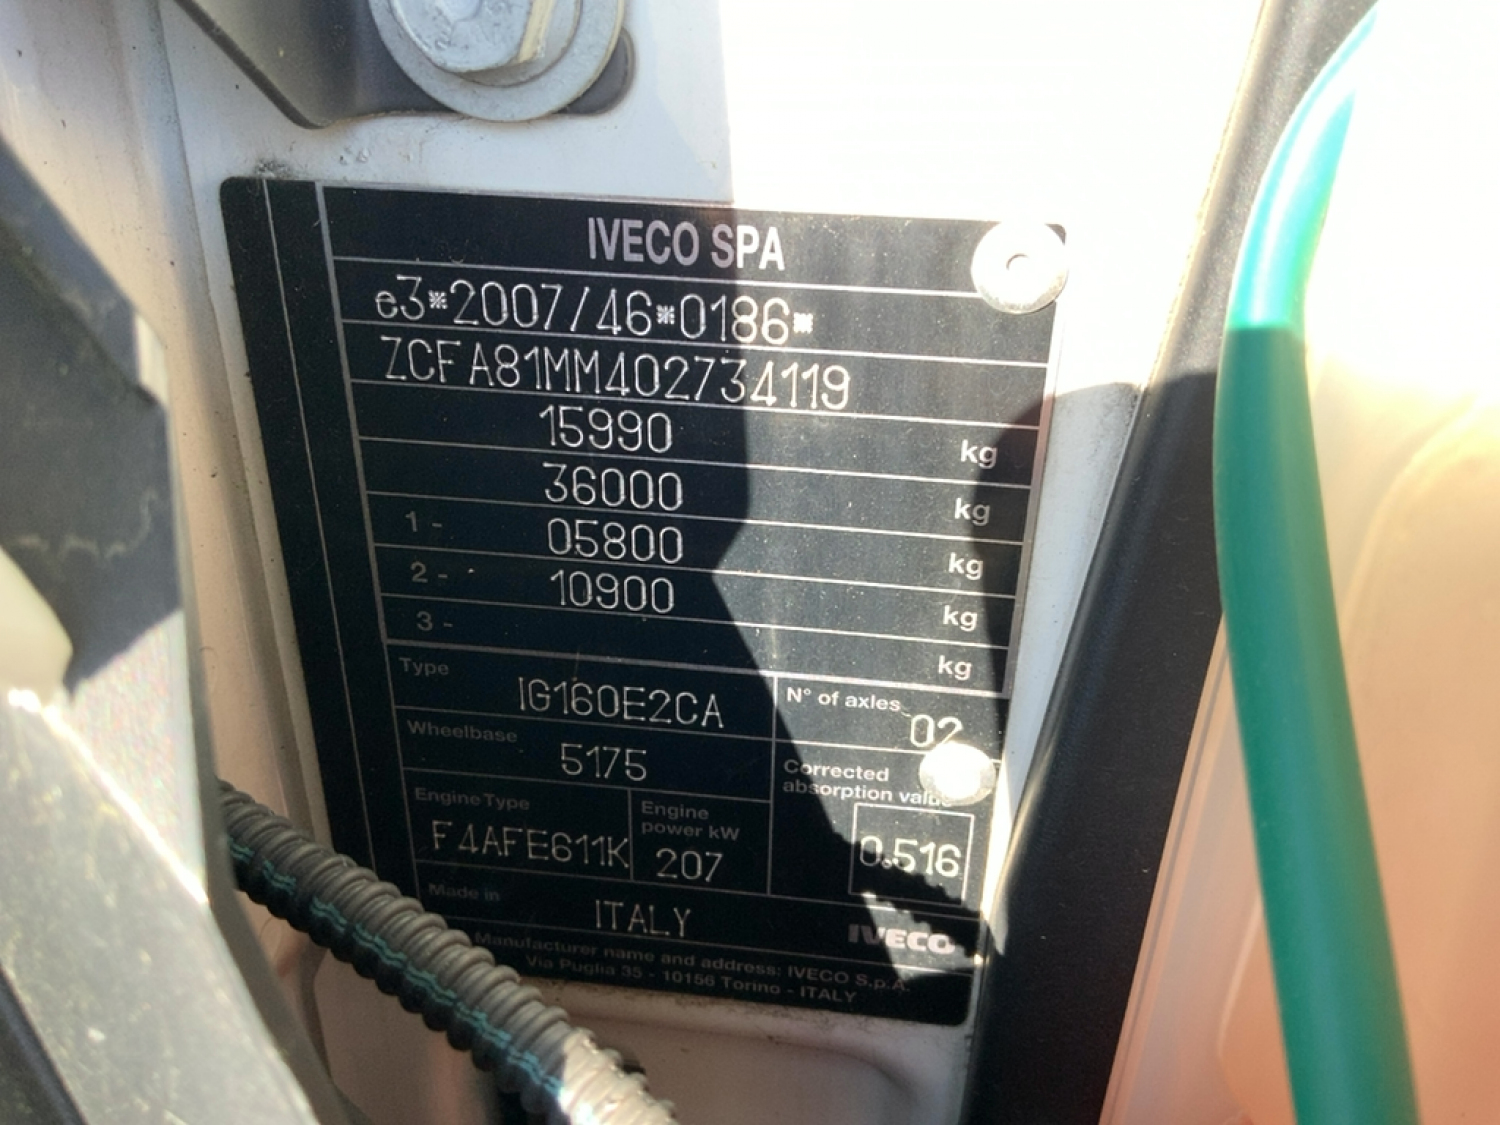 IVECO SPA
e3*2007/46*0186*
ZCFA81MM402734119
15990 kg
36000 kg
1 - 05800 kg
2 - 10900 kg
3 - kg
Type IG160E2CA
N° of axles 02
Wheelbase 5175
Corrected
absorption value
0.516
Engine Type F4AFE611K
Engine
power kW
207
Made in ITALY
IVECO
Manufacturer name and address: IVECO S.p.A.
Via Puglia 35 - 10156 Torino - ITALY